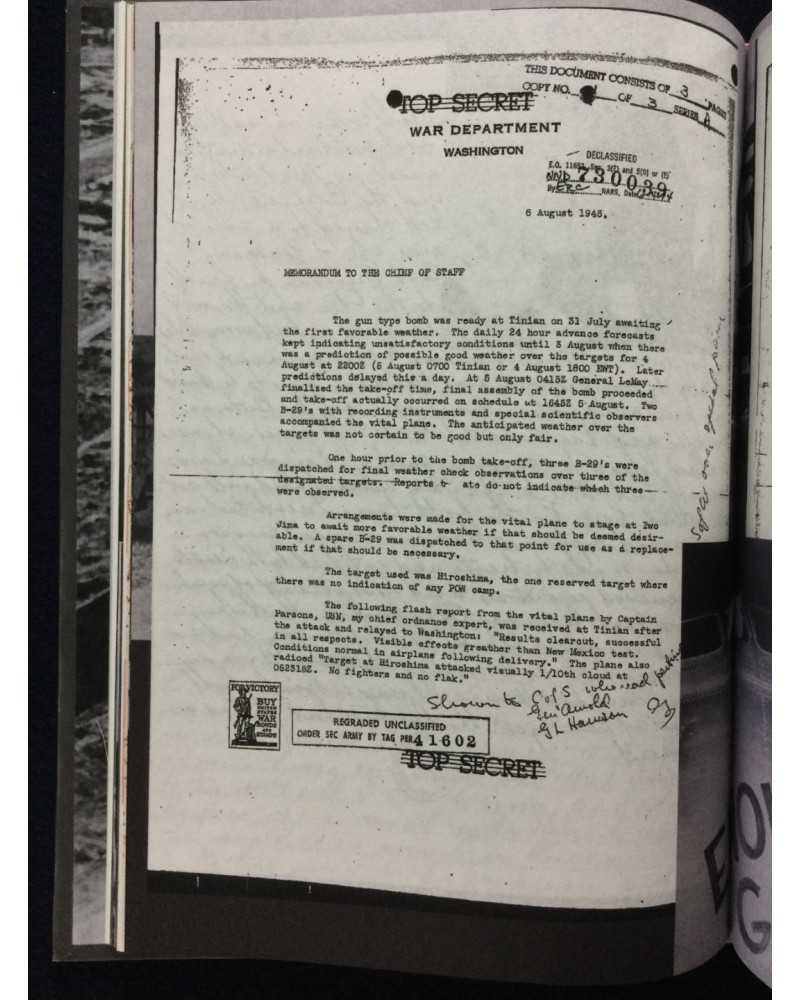 THIS DOCUMENT CONSISTS OF 3 PAGES
COPY NO. 1 OF 3 SERIES A
TOP SECRET
WAR DEPARTMENT
WASHINGTON
DECLASSIFIED
E.O. 11652, Sec. 3(E) and 5(D) or (E)
NND 730039
By ERC NARS, Date
6 August 1945.
MEMORANDUM TO THE CHIEF OF STAFF
The gun type bomb was ready at Tinian on 31 July awaiting
the first favorable weather. The daily 24 hour advance forecasts
kept indicating unsatisfactory conditions until 3 August when there
was a prediction of possible good weather over the targets for 4
August at 2200Z (5 August 0700 Tinian or 4 August 1800 EWT). Later
predictions delayed this a day. At 5 August 0415Z General LeMay
finalized the take-off time, final assembly of the bomb proceeded
and take-off actually occurred on schedule at 1645Z 5 August. Two
B-29's with recording instruments and special scientific observers
accompanied the vital plane. The anticipated weather over the
targets was not certain to be good but only fair.
One hour prior to the bomb take-off, three B-29's were
dispatched for final weather check observations over three of the
designated targets. Reports t ate do not indicate which three
were observed.
Arrangements were made for the vital plane to stage at Iwo
Jima to await more favorable weather if that should be deemed desir-
able. A spare B-29 was dispatched to that point for use as a replace-
ment if that should be necessary.
The target used was Hiroshima, the one reserved target where
there was no indication of any POW camp.
The following flash report from the vital plane by Captain
Parsons, USN, my chief ordnance expert, was received at Tinian after
the attack and relayed to Washington: "Results clearcut, successful
in all respects. Visible effects greather than New Mexico test.
Conditions normal in airplane following delivery." The plane also
radioed "Target at Hiroshima attacked visually 1/10th cloud at
052315Z. No fighters and no flak."
Shown to C of S who read
Gen Arnold
G L Harrison
FOR VICTORY
BUY
UNITED
STATES
WAR
BONDS
AND
STAMPS
REGRADED UNCLASSIFIED
ORDER SEC ARMY BY TAG PER 41602
TOP SECRET